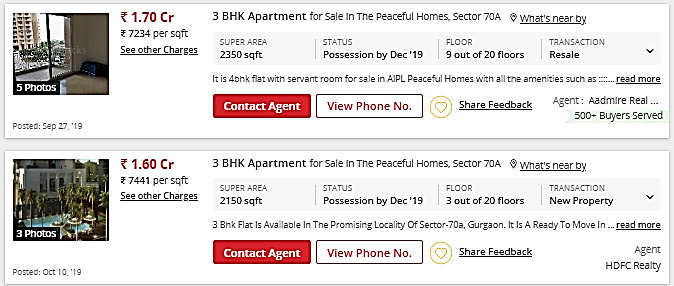 ₹ 1.70 Cr
₹ 7234 per sqft
See other Charges
5 Photos
Posted: Sep 27, '19
3 BHK Apartment for Sale In The Peaceful Homes, Sector 70A What's near by
SUPER AREA STATUS FLOOR TRANSACTION
2350 sqft Possession by Dec '19 9 out of 20 floors Resale
It is 4bhk flat with servant room for sale in AIPL Peaceful Homes with all the amenities such as ::::... read more
Contact Agent View Phone No. Share Feedback
Agent : Aadmire Real ...
500+ Buyers Served
₹ 1.60 Cr
₹ 7441 per sqft
See other Charges
3 Photos
Posted: Oct 10, '19
3 BHK Apartment for Sale In The Peaceful Homes, Sector 70A What's near by
SUPER AREA STATUS FLOOR TRANSACTION
2150 sqft Possession by Dec '19 3 out of 20 floors New Property
3 Bhk Flat Is Available In The Promising Locality Of Sector-70a, Gurgaon. It Is A Ready To Move In ... read more
Contact Agent View Phone No. Share Feedback
Agent
HDFC Realty